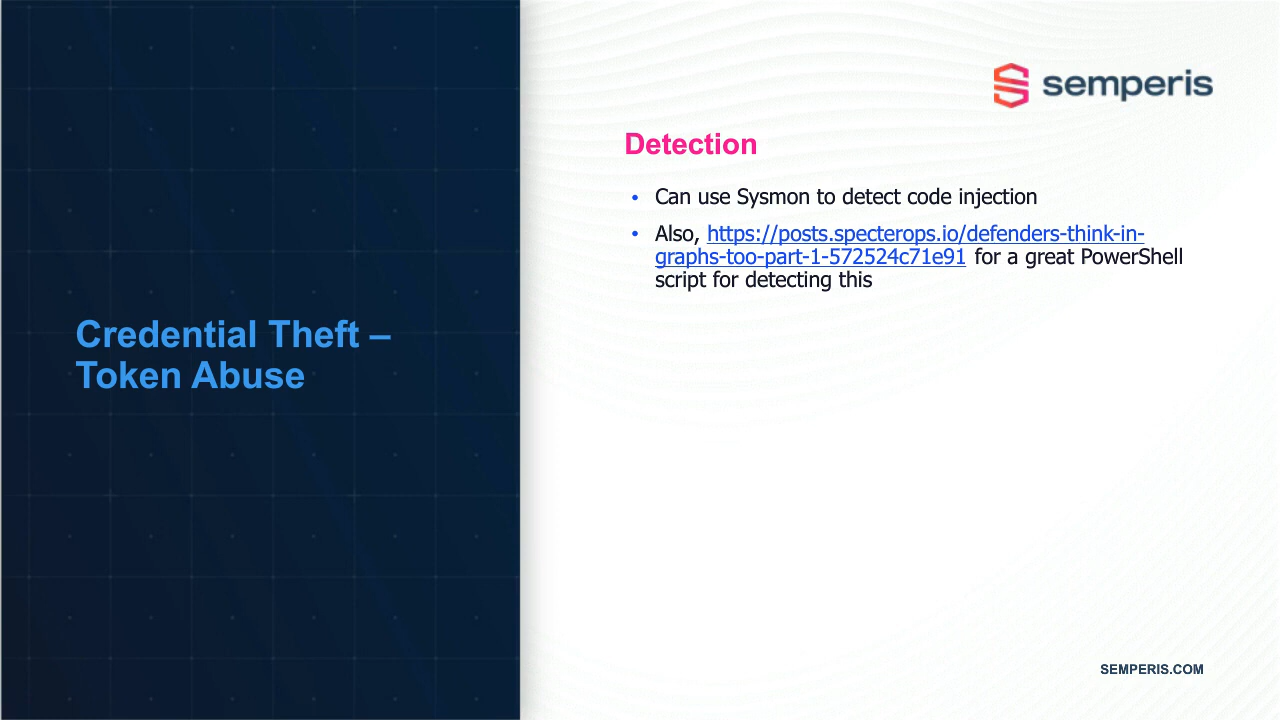 semperis
Detection
• Can use Sysmon to detect code injection
• Also, https://posts.specterops.io/defenders-think-in-
graphs-too-part-1-572524c71e91 for a great PowerShell
script for detecting this
Credential Theft –
Token Abuse
SEMPERIS.COM